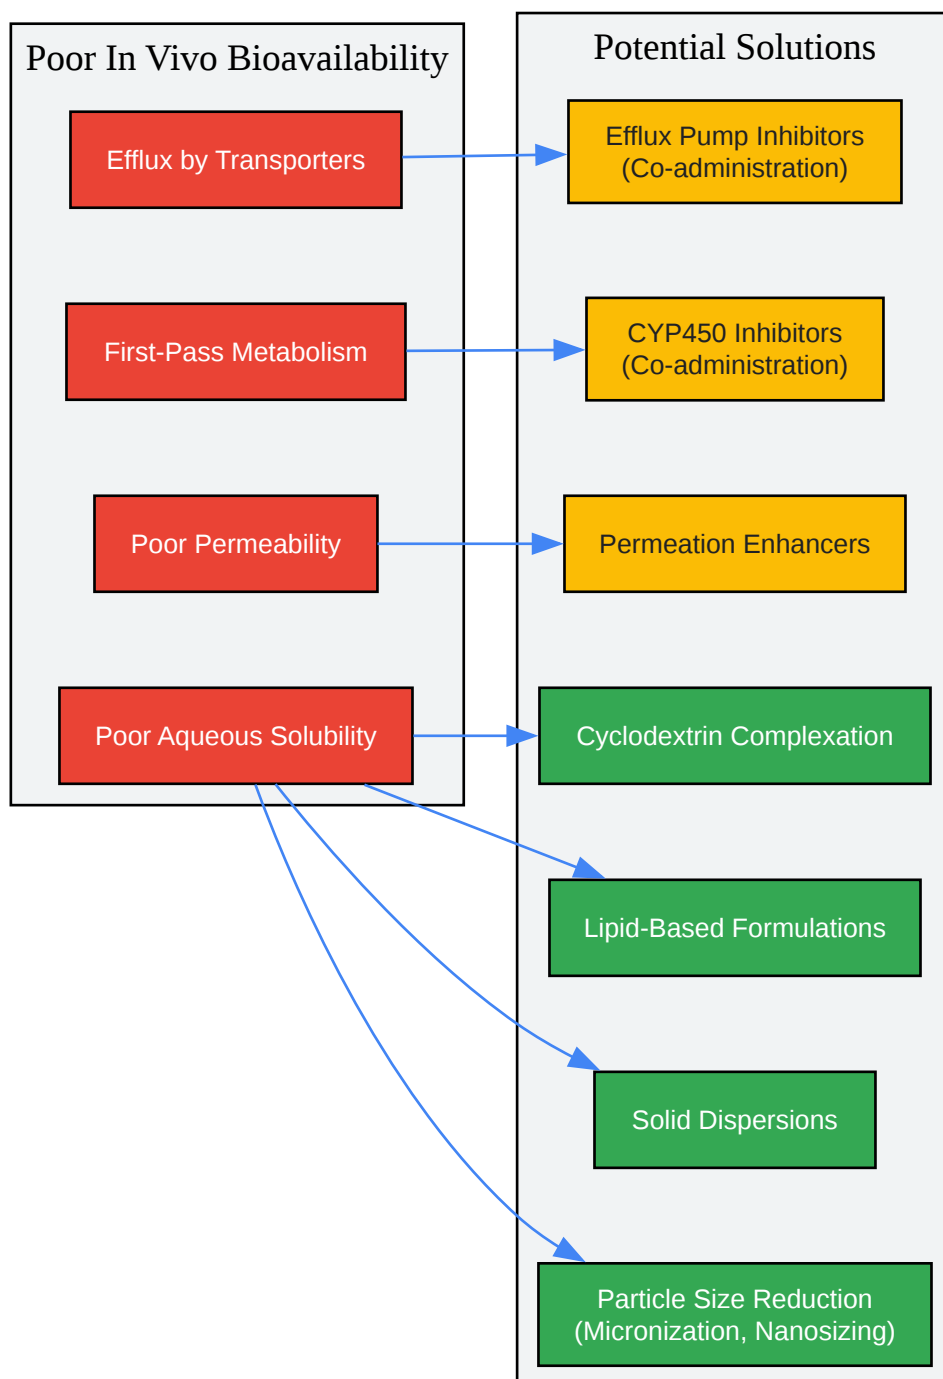 Poor In Vivo Bioavailability
Efflux by Transporters
First-Pass Metabolism
Poor Permeability
Poor Aqueous Solubility
Potential Solutions
Efflux Pump Inhibitors
(Co-administration)
CYP450 Inhibitors
(Co-administration)
Permeation Enhancers
Cyclodextrin Complexation
Lipid-Based Formulations
Solid Dispersions
Particle Size Reduction
(Micronization, Nanosizing)